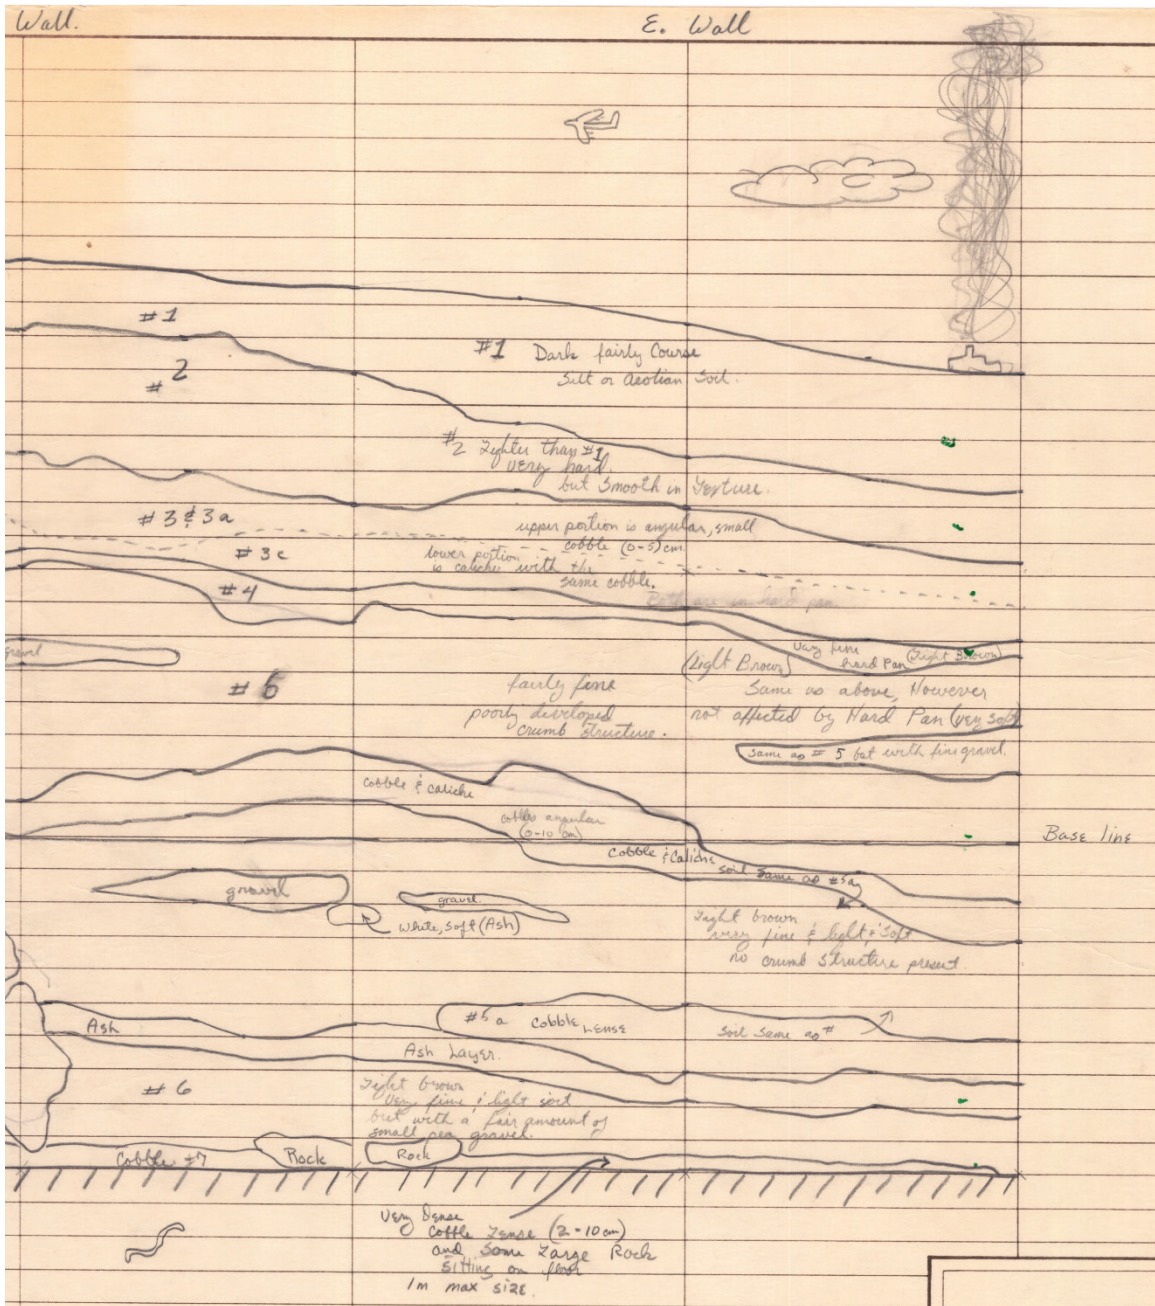 Wall.
E. Wall
#1
#1 Dark fairly Course
Silt or Aeolian Soil.
# 2
#2 Lighter than #1
very hard.
but Smooth in Texture.
#3 & 3a
upper portion is angular, small
cobble (0-5) cm.
#3c
lower portion
is caliche with the
same cobble.
Both are in hard pan.
#4
gravel
very fine
hard Pan (Light Brown)
(Light Brown)
Same as above, However
not affected by Hard Pan (very soft)
fairly fine
poorly developed
crumb structure.
Same as #5 but with fine gravel.
Cobble & Caliche
cobbles angular
(0-10 cm)
Base line
Cobble & Caliche
soil Same as #5a
gravel
gravel.
White, Soft (Ash)
Light brown
very fine & light & soft
no crumb structure present.
Ash
#5a Cobble Lense
Soil Same as #
Ash Layer.
#6
Light brown
Very fine & light soil
but with a fair amount of
small pea gravel.
Cobble #7
Rock
Rock
Very Dense
Cobble Lense (2-10 cm)
and Some Large Rock
sitting on floor
1m max size.